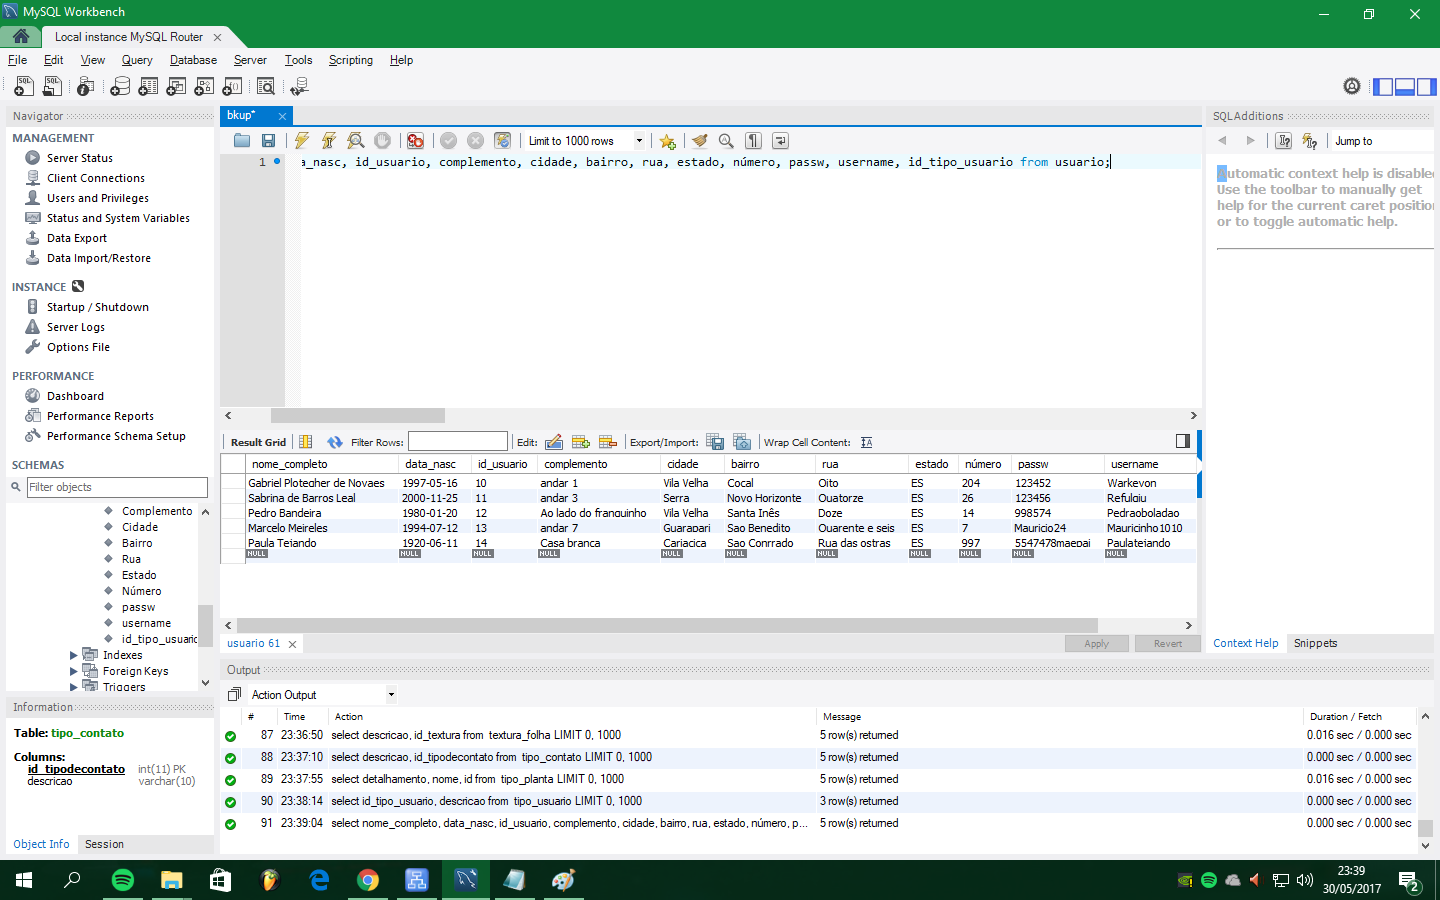 MySQL Workbench
Local instance MySQL Router
File Edit View Query Database Server Tools Scripting Help
Navigator
MANAGEMENT
Server Status
Client Connections
Users and Privileges
Status and System Variables
Data Export
Data Import/Restore
INSTANCE
Startup / Shutdown
Server Logs
Options File
PERFORMANCE
Dashboard
Performance Reports
Performance Schema Setup
SCHEMAS
Filter objects
Complemento
Cidade
Bairro
Rua
Estado
Número
passw
username
id_tipo_usuario
Indexes
Foreign Keys
Triggers
Information
Table: tipo_contato
Columns:
id_tipodecontato int(11) PK
descricao varchar(10)
Object Info Session
bkup*
Limit to 1000 rows
1 a_nasc, id_usuario, complemento, cidade, bairro, rua, estado, número, passw, username, id_tipo_usuario from usuario;
Result Grid Filter Rows: Edit: Export/Import: Wrap Cell Content:
nome_completo data_nasc id_usuario complemento cidade bairro rua estado número passw username
Gabriel Plotegher de Novaes 1997-05-16 10 andar 1 Vila Velha Cocal Oito ES 204 123452 Warkevon
Sabrina de Barros Leal 2000-11-25 11 andar 3 Serra Novo Horizonte Quatorze ES 26 123456 Refulgiu
Pedro Bandeira 1980-01-20 12 Ao lado do franguinho Vila Velha Santa Inês Doze ES 14 998574 Pedraoboladao
Marcelo Meireles 1994-07-12 13 andar 7 Guarapari Sao Benedito Quarente e seis ES 7 Mauricio24 Mauricinho1010
Paula Tejando 1920-06-11 14 Casa branca Cariacica Sao Conrrado Rua das ostras ES 997 5547478maepai Paulatejando
NULL NULL NULL NULL NULL NULL NULL NULL NULL NULL NULL
usuario 61
Apply Revert
SQLAdditions
Jump to
Automatic context help is disabled
Use the toolbar to manually get
help for the current caret position
or to toggle automatic help.
Context Help Snippets
Output
Action Output
# Time Action Message Duration / Fetch
87 23:36:50 select descricao, id_textura from textura_folha LIMIT 0, 1000 5 row(s) returned 0.016 sec / 0.000 sec
88 23:37:10 select descricao, id_tipodecontato from tipo_contato LIMIT 0, 1000 5 row(s) returned 0.000 sec / 0.000 sec
89 23:37:55 select detalhamento, nome, id from tipo_planta LIMIT 0, 1000 5 row(s) returned 0.016 sec / 0.000 sec
90 23:38:14 select id_tipo_usuario, descricao from tipo_usuario LIMIT 0, 1000 3 row(s) returned 0.000 sec / 0.000 sec
91 23:39:04 select nome_completo, data_nasc, id_usuario, complemento, cidade, bairro, rua, estado, número, p... 5 row(s) returned 0.000 sec / 0.000 sec
23:39
30/05/2017
2